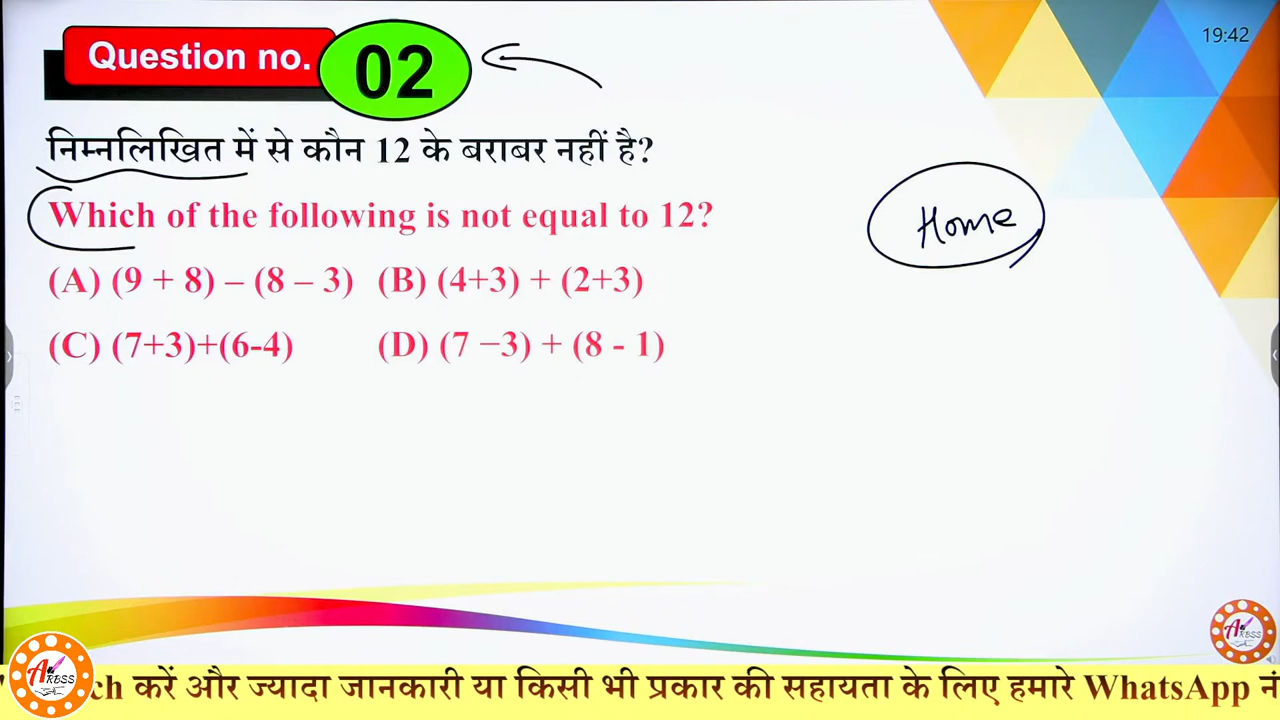 Question no. 02
19:42
निम्नलिखित में से कौन 12 के बराबर नहीं है?
Which of the following is not equal to 12?
Home
(A) (9 + 8) – (8 – 3) (B) (4+3) + (2+3)
(C) (7+3)+(6-4) (D) (7 −3) + (8 - 1)
ARBSS
ARBSS
ch करें और ज्यादा जानकारी या किसी भी प्रकार की सहायता के लिए हमारे WhatsApp नं